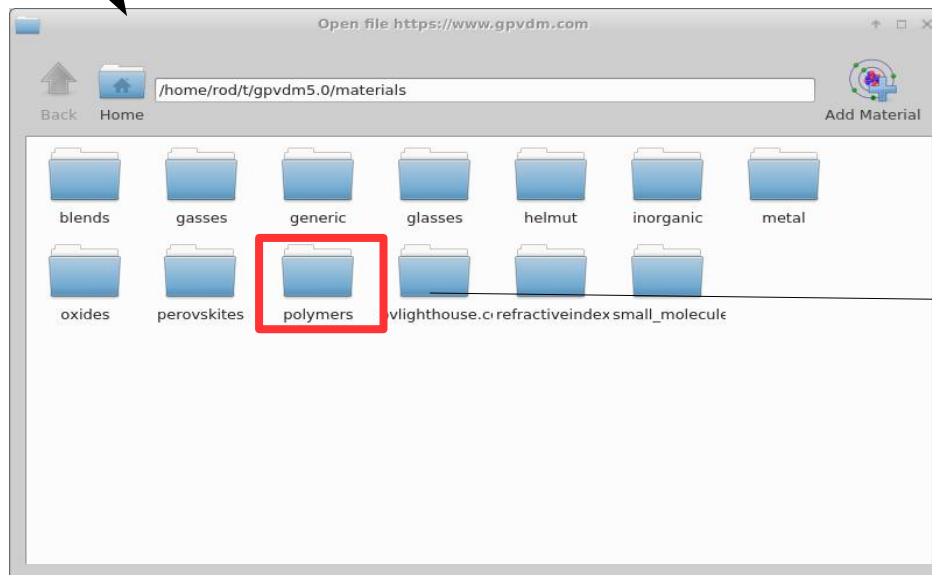 Open file https://www.gpvdm.com
/home/rod/t/gpvdm5.0/materials
Back Home Add Material
blends gasses generic glasses helmut inorganic metal
oxides perovskites polymers vlighthouse.c refractiveindex small_molecule